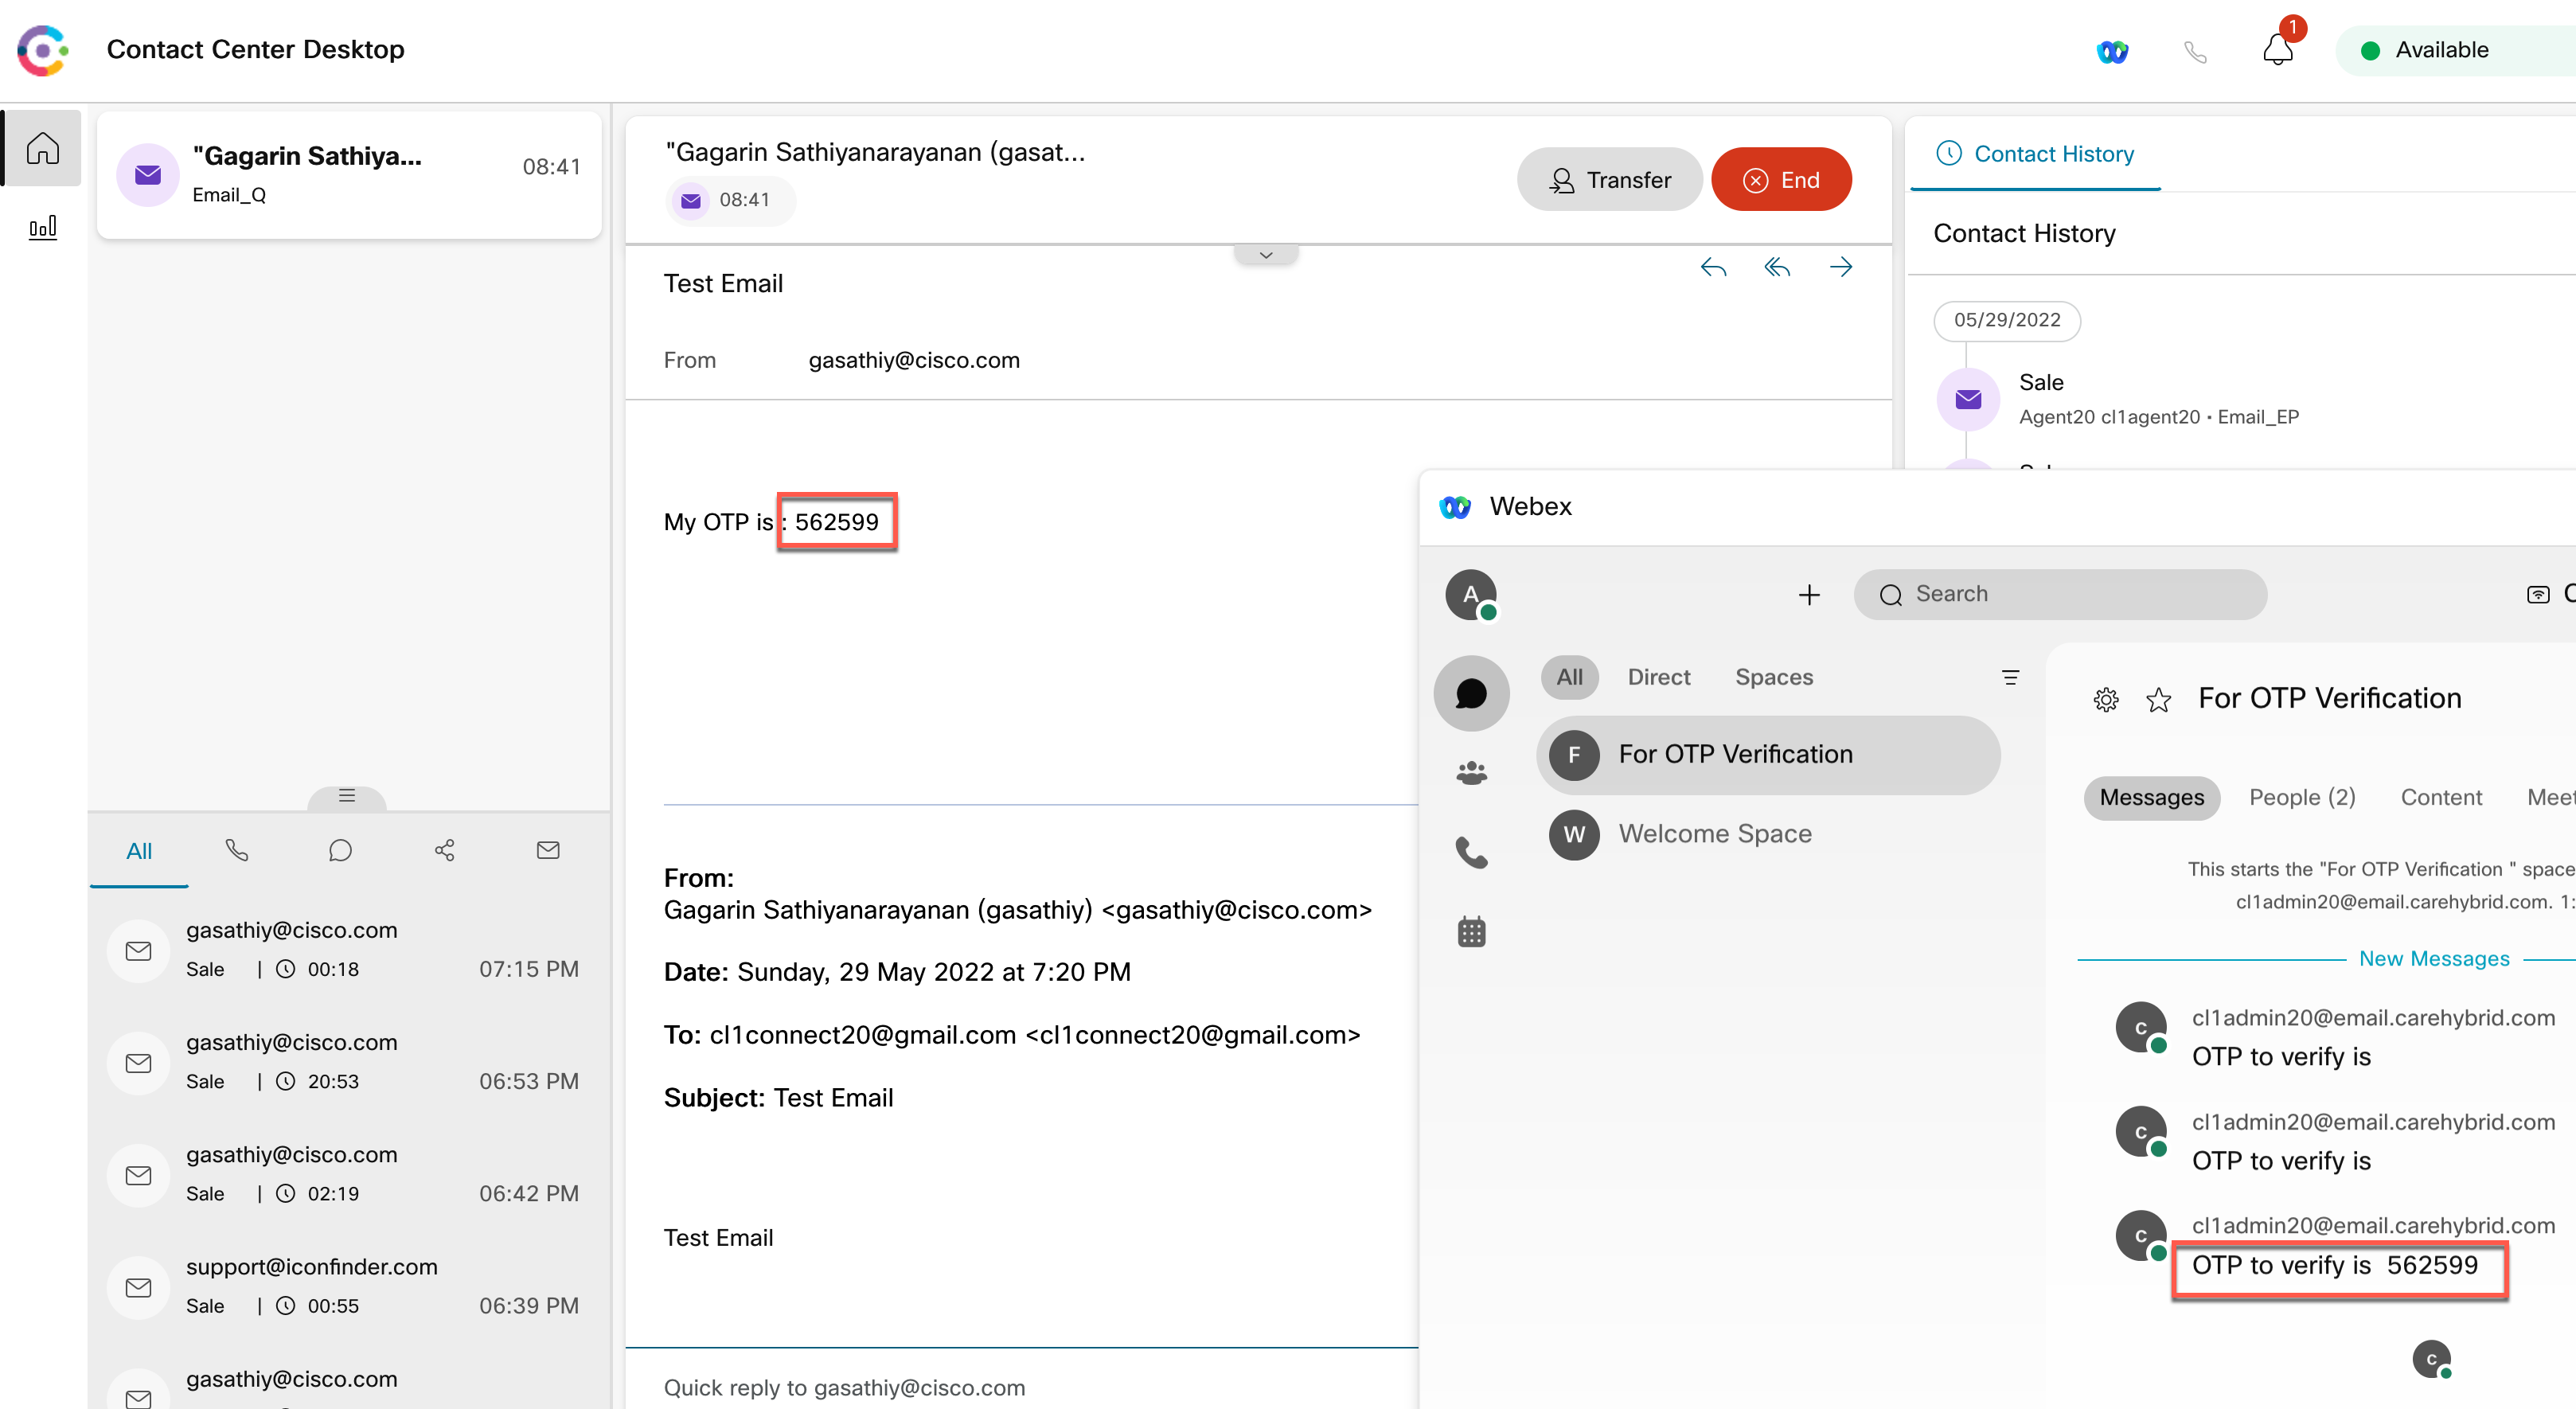 Contact Center Desktop
1
Available
"Gagarin Sathiya...
08:41
Email_Q
"Gagarin Sathiyanarayanan (gasat...
08:41
Transfer
End
Test Email
From
gasathiy@cisco.com
My OTP is : 562599
From:
Gagarin Sathiyanarayanan (gasathiy) <gasathiy@cisco.com>
Date: Sunday, 29 May 2022 at 7:20 PM
To: cl1connect20@gmail.com <cl1connect20@gmail.com>
Subject: Test Email
Test Email
Quick reply to gasathiy@cisco.com
All
gasathiy@cisco.com
Sale | 00:18
07:15 PM
gasathiy@cisco.com
Sale | 20:53
06:53 PM
gasathiy@cisco.com
Sale | 02:19
06:42 PM
support@iconfinder.com
Sale | 00:55
06:39 PM
gasathiy@cisco.com
Contact History
Contact History
05/29/2022
Sale
Agent20 cl1agent20 • Email_EP
Webex
A
Search
All
Direct
Spaces
F
For OTP Verification
W
Welcome Space
For OTP Verification
Messages
People (2)
Content
This starts the "For OTP Verification " space
cl1admin20@email.carehybrid.com. 1:
New Messages
C
cl1admin20@email.carehybrid.com
OTP to verify is
C
cl1admin20@email.carehybrid.com
OTP to verify is
C
cl1admin20@email.carehybrid.com
OTP to verify is 562599
C